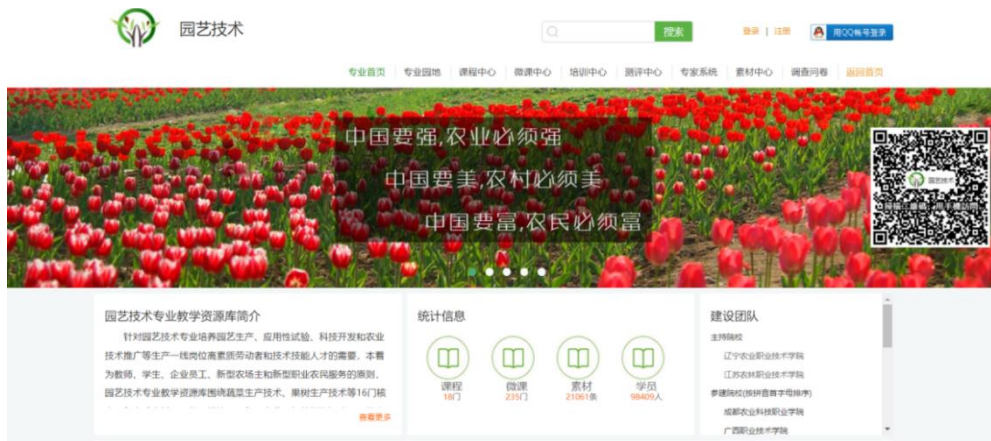 园艺技术
搜索
登录 | 注册
用QQ帐号登录
专业首页 专业园地 课程中心 微课中心 培训中心 测评中心 专家系统 素材中心 调查问卷 返回首页
中国要强,农业必须强
中国要美,农村必须美
中国要富,农民必须富
园艺技术
园艺技术专业教学资源库简介
针对园艺技术专业培养园艺生产、应用性试验、科技开发和农业
技术推广等生产一线岗位高素质劳动者和技术技能人才的需要，本着
为教师、学生、企业员工、新型农场主和新型职业农民服务的原则，
园艺技术专业教学资源库围绕蔬菜生产技术、果树生产技术等16门核
查看更多
统计信息
课程
18门
微课
235门
素材
21061条
学员
98409人
建设团队
主持院校
辽宁农业职业技术学院
江苏农林职业技术学院
参建院校(按拼音首字母排序)
成都农业科技职业学院
广西职业技术学院